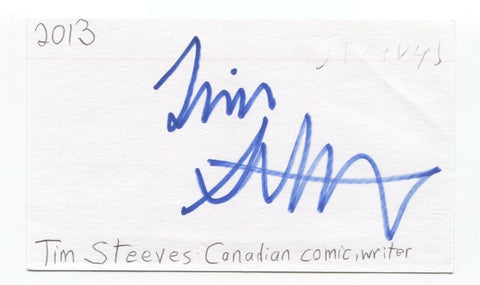 2013
Steeves
Tim
Tim Steeves. Canadian comic, writer